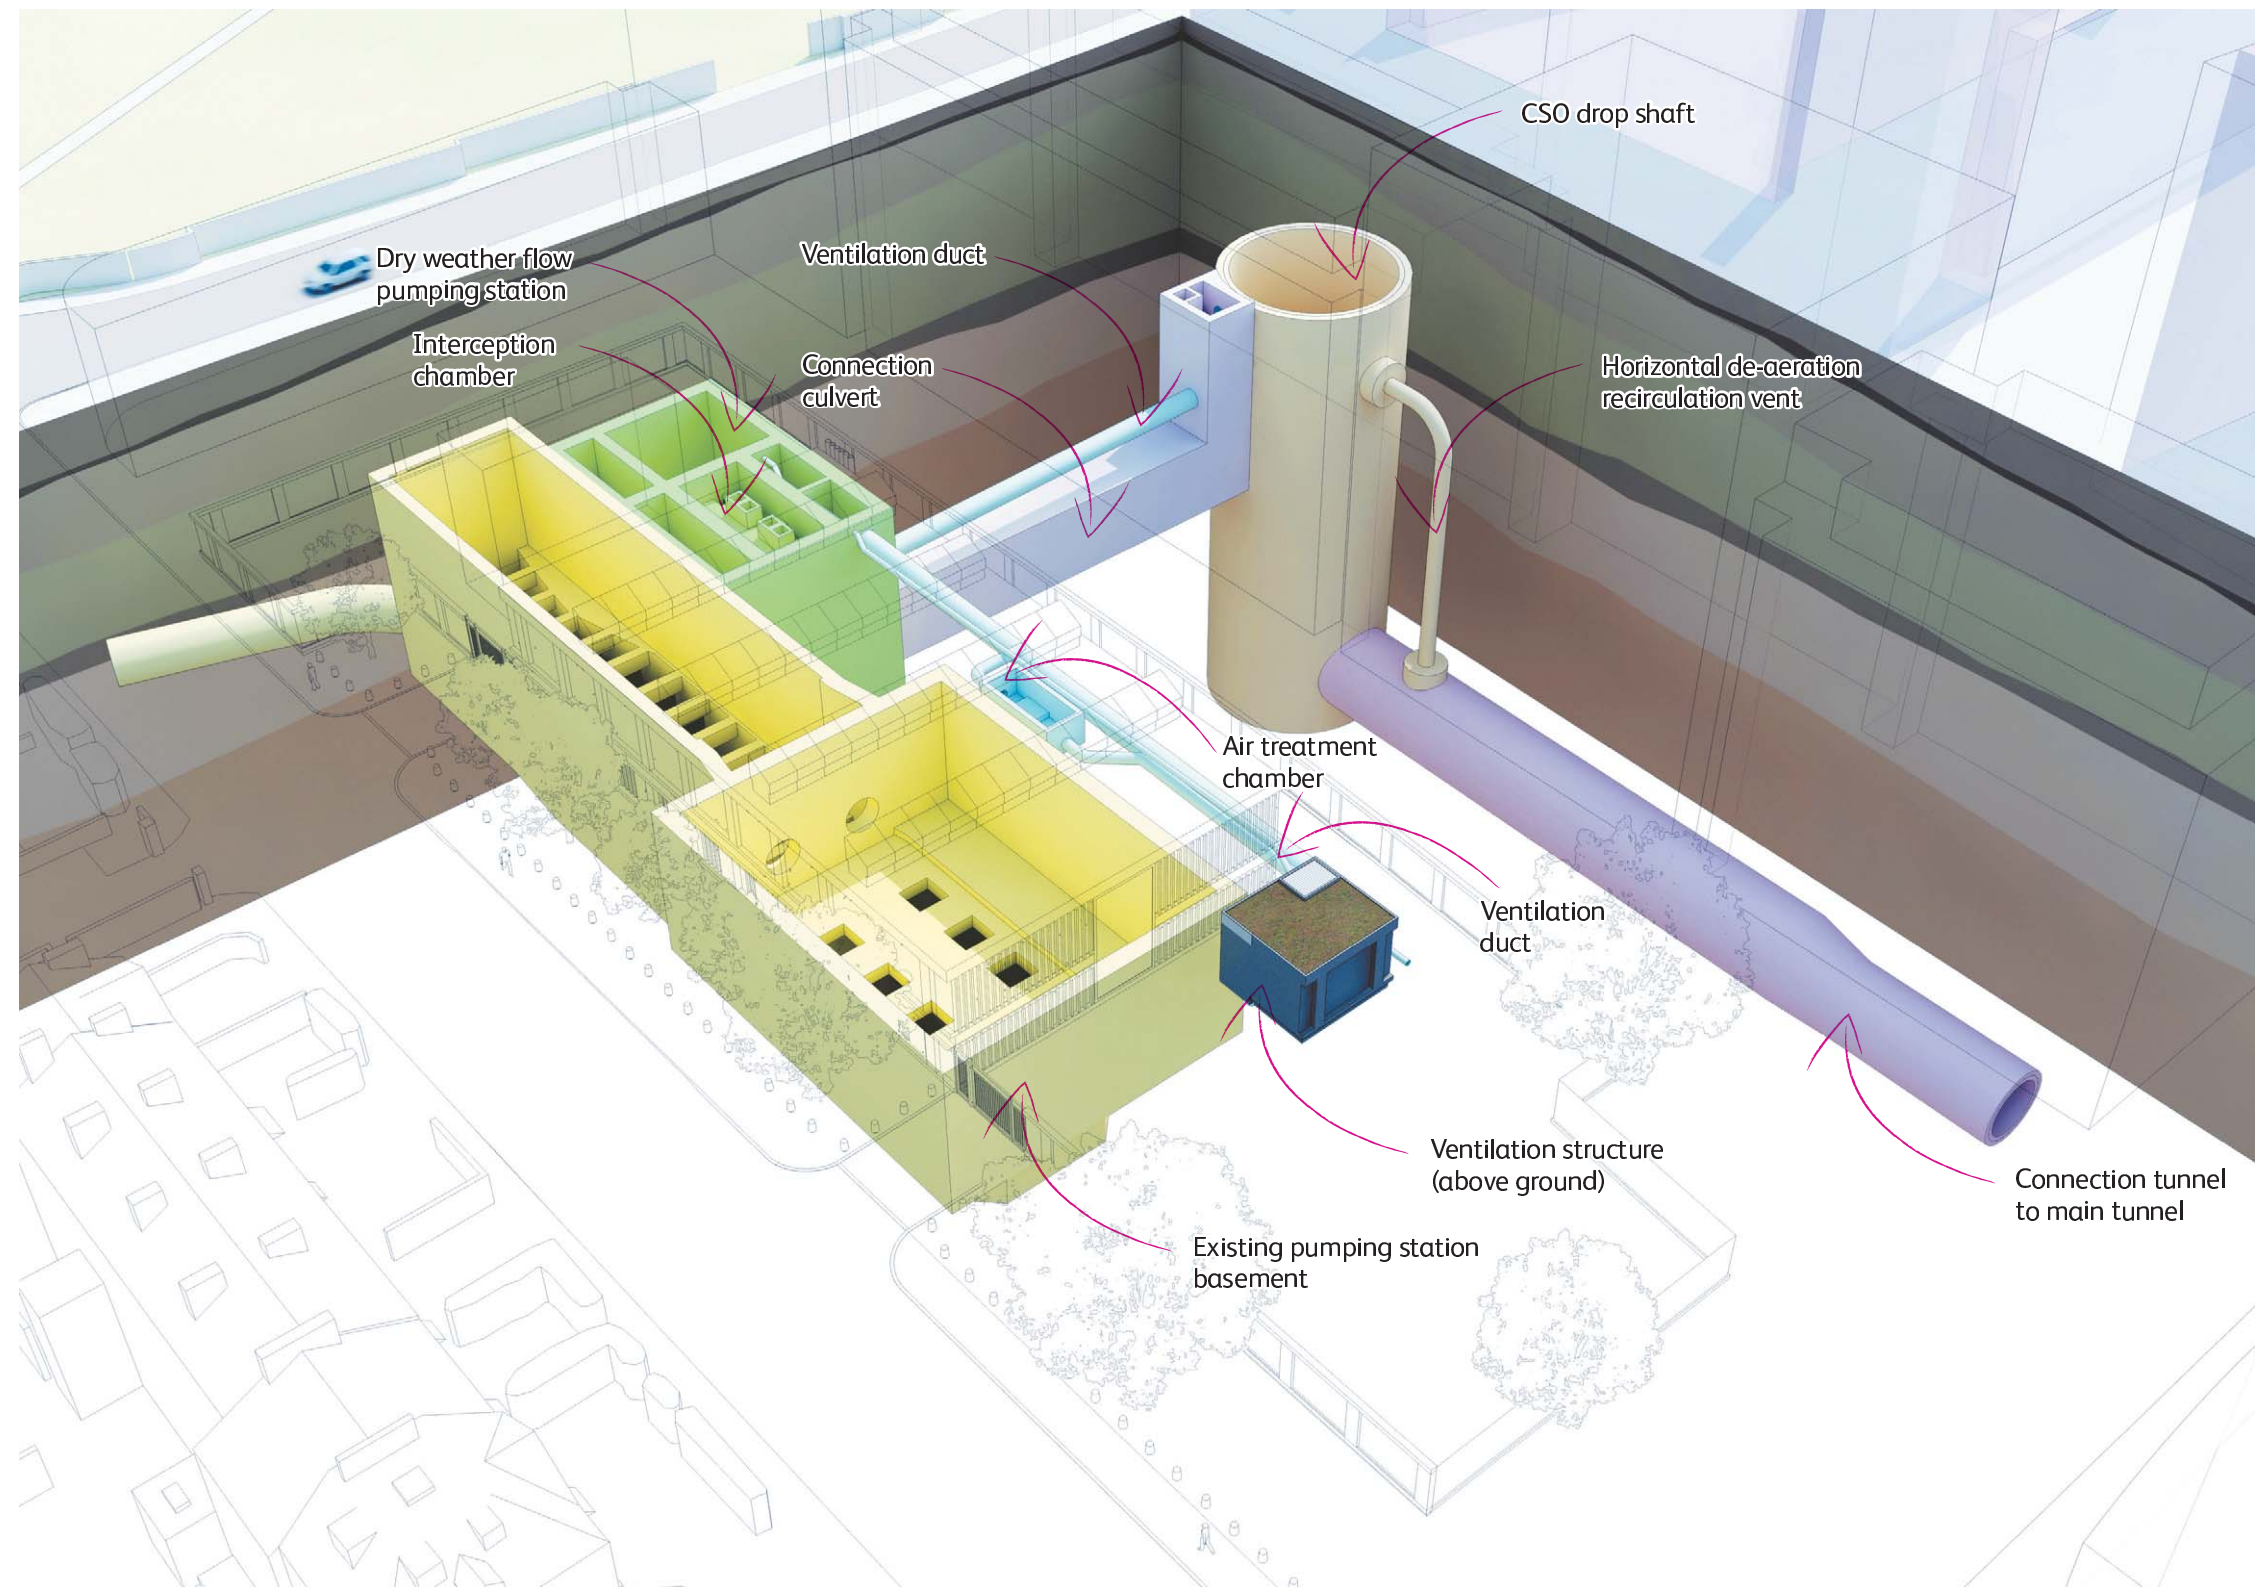 CSO drop shaft
Dry weather flow
pumping station
Ventilation duct
Interception
chamber
Connection
culvert
Horizontal de-aeration
recirculation vent
Air treatment
chamber
Ventilation
duct
Ventilation structure
(above ground)
Connection tunnel
to main tunnel
Existing pumping station
basement